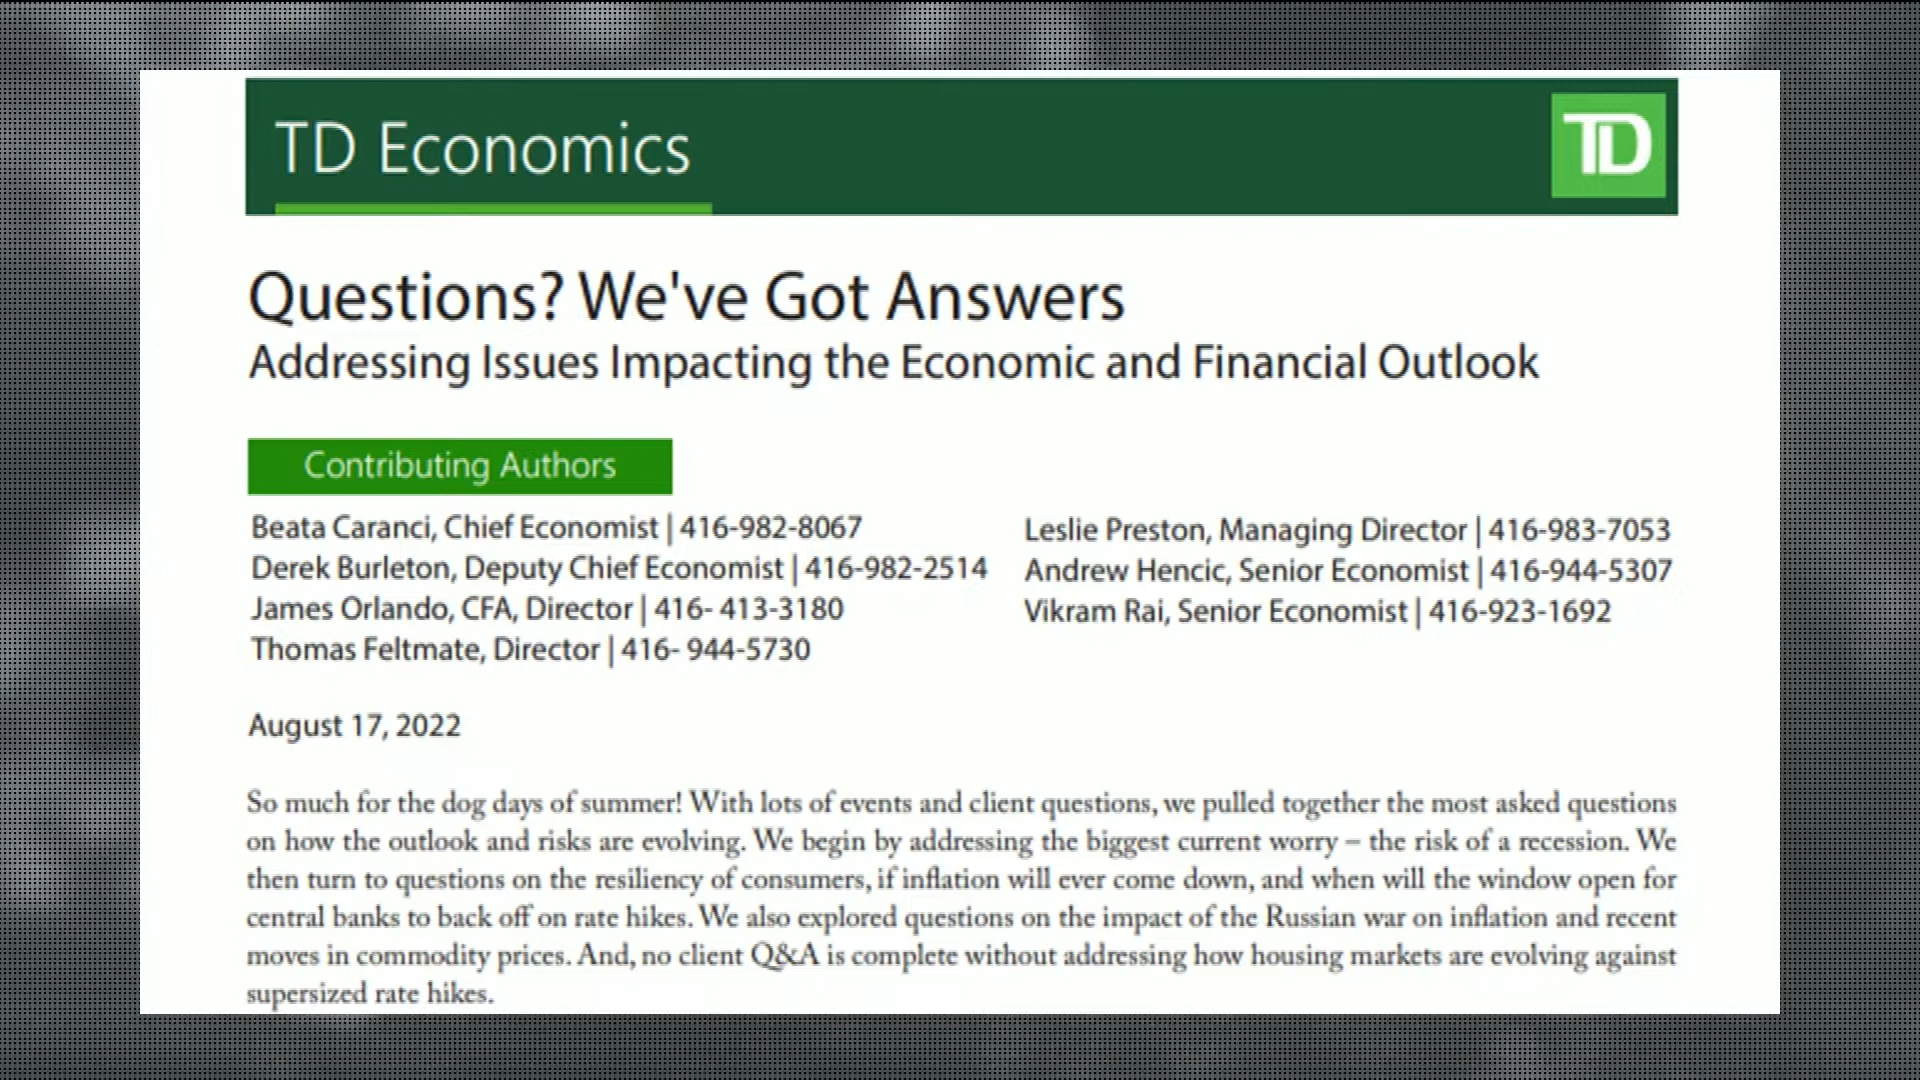 TD Economics
TD
Questions? We've Got Answers
Addressing Issues Impacting the Economic and Financial Outlook
Contributing Authors
Beata Caranci, Chief Economist | 416-982-8067
Derek Burleton, Deputy Chief Economist | 416-982-2514
James Orlando, CFA, Director | 416- 413-3180
Thomas Feltmate, Director | 416- 944-5730
Leslie Preston, Managing Director | 416-983-7053
Andrew Hencic, Senior Economist | 416-944-5307
Vikram Rai, Senior Economist | 416-923-1692
August 17, 2022
So much for the dog days of summer! With lots of events and client questions, we pulled together the most asked questions
on how the outlook and risks are evolving. We begin by addressing the biggest current worry – the risk of a recession. We
then turn to questions on the resiliency of consumers, if inflation will ever come down, and when will the window open for
central banks to back off on rate hikes. We also explored questions on the impact of the Russian war on inflation and recent
moves in commodity prices. And, no client Q&A is complete without addressing how housing markets are evolving against
supersized rate hikes.